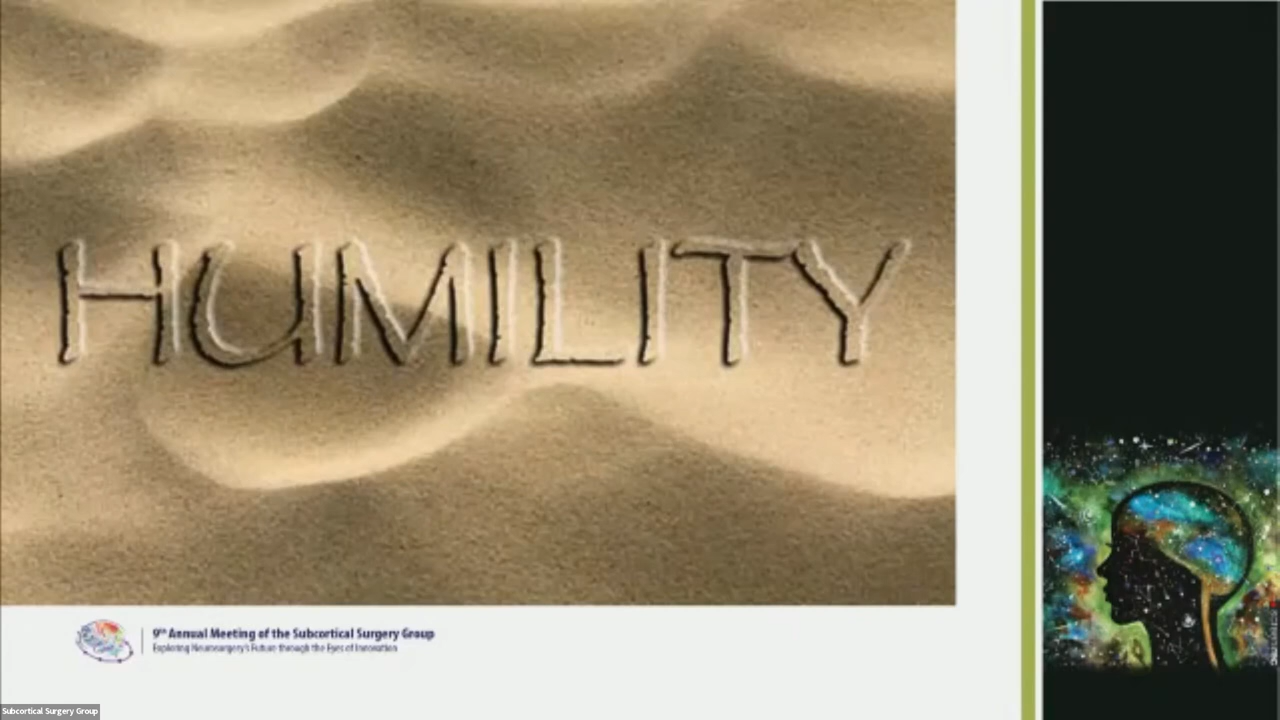 HUMILITY
9th Annual Meeting of the Subcortical Surgery Group
Exploring Neurosurgery's Future through the Eyes of Innovation
Subcortical Surgery Group